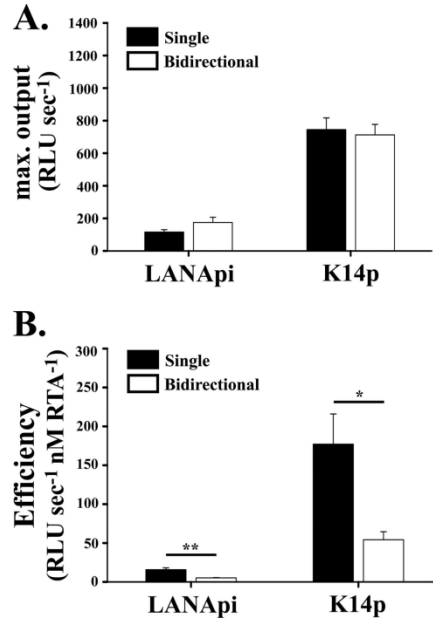 A.
max. output
(RLU sec-1)
1400
1200
1000
800
600
400
200
0
Single
Bidirectional
LANApi
K14p
B.
Efficiency
(RLU sec-1 nM RTA-1)
300
250
200
150
100
50
0
Single
Bidirectional
**
*
LANApi
K14p